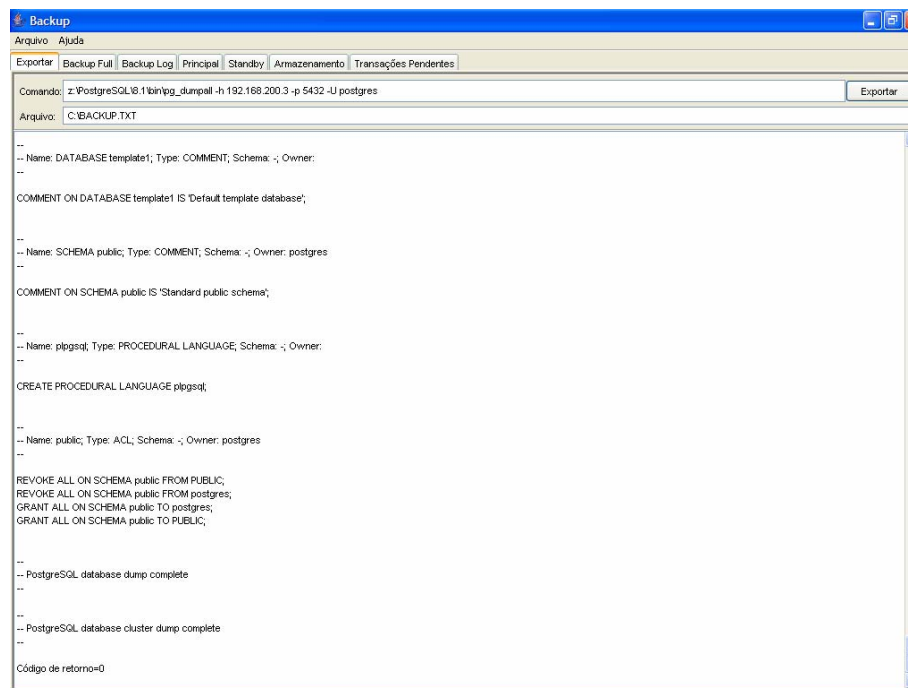 Backup
Arquivo Ajuda
Exportar Backup Full Backup Log Principal Standby Armazenamento Transações Pendentes
Comando: z:\PostgreSQL\8.1\bin\pg_dumpall -h 192.168.200.3 -p 5432 -U postgres Exportar
Arquivo: C:\BACKUP.TXT
--
-- Name: DATABASE template1; Type: COMMENT; Schema: -; Owner:
--
COMMENT ON DATABASE template1 IS 'Default template database';
--
-- Name: SCHEMA public; Type: COMMENT; Schema: -; Owner: postgres
--
COMMENT ON SCHEMA public IS 'Standard public schema';
--
-- Name: plpgsql; Type: PROCEDURAL LANGUAGE; Schema: -; Owner:
--
CREATE PROCEDURAL LANGUAGE plpgsql;
--
-- Name: public; Type: ACL; Schema: -; Owner: postgres
--
REVOKE ALL ON SCHEMA public FROM PUBLIC;
REVOKE ALL ON SCHEMA public FROM postgres;
GRANT ALL ON SCHEMA public TO postgres;
GRANT ALL ON SCHEMA public TO PUBLIC;
--
-- PostgreSQL database dump complete
--
--
-- PostgreSQL database cluster dump complete
--
Código de retorno=0